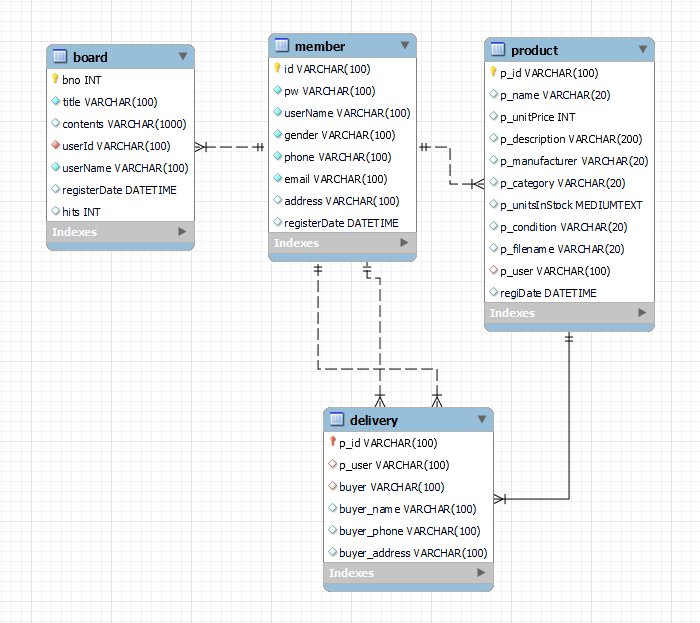 board
bno INT
title VARCHAR(100)
contents VARCHAR(1000)
userId VARCHAR(100)
userName VARCHAR(100)
registerDate DATETIME
hits INT
Indexes
member
id VARCHAR(100)
pw VARCHAR(100)
userName VARCHAR(100)
gender VARCHAR(100)
phone VARCHAR(100)
email VARCHAR(100)
address VARCHAR(100)
registerDate DATETIME
Indexes
product
p_id VARCHAR(100)
p_name VARCHAR(20)
p_unitPrice INT
p_description VARCHAR(200)
p_manufacturer VARCHAR(20)
p_category VARCHAR(20)
p_unitsInStock MEDIUMTEXT
p_condition VARCHAR(20)
p_filename VARCHAR(20)
p_user VARCHAR(100)
regiDate DATETIME
Indexes
delivery
p_id VARCHAR(100)
p_user VARCHAR(100)
buyer VARCHAR(100)
buyer_name VARCHAR(100)
buyer_phone VARCHAR(100)
buyer_address VARCHAR(100)
Indexes